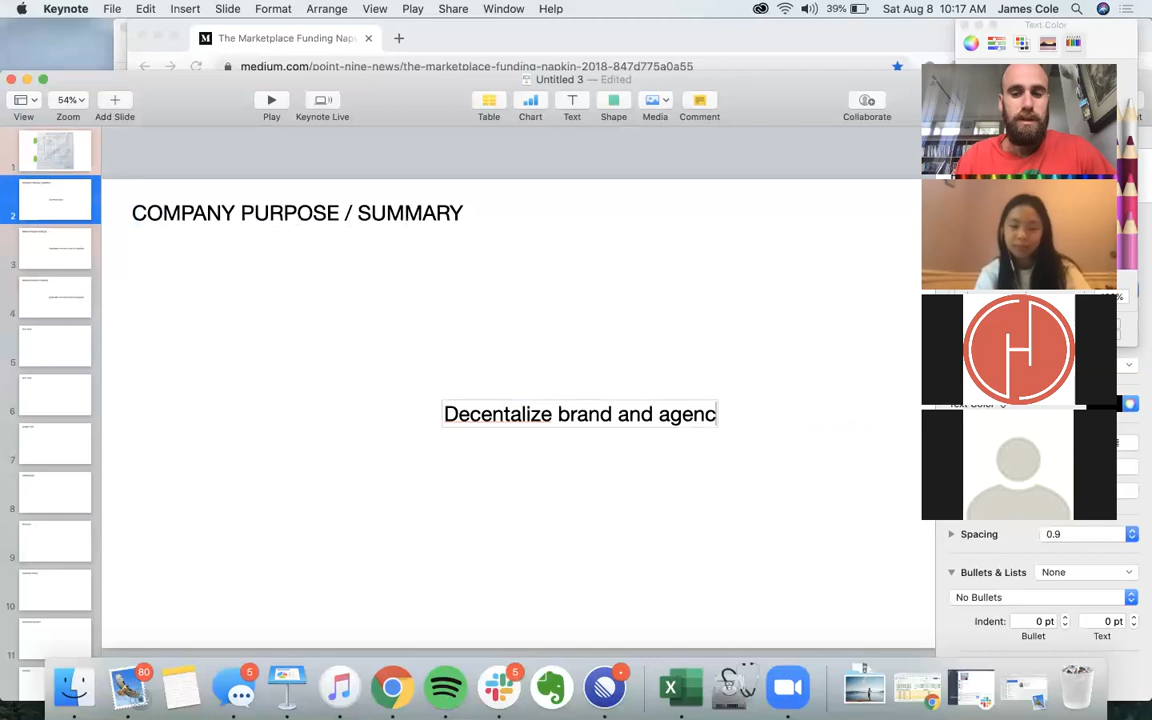 Keynote File Edit Insert Slide Format Arrange View Play Share Window Help
39% Sat Aug 8 10:17 AM James Cole
The Marketplace Funding Nap
Text Color
medium.com/point-nine-news/the-marketplace-funding-napkin-2018-847d775a0a55
Untitled 3 — Edited
54%
View Zoom Add Slide Play Keynote Live Table Chart Text Shape Media Comment Collaborate
COMPANY PURPOSE / SUMMARY
Decentalize brand and agenc
1
2
3
4
5
6
7
8
9
10
11
Spacing 0.9
Bullets & Lists None
No Bullets
Indent: 0 pt 0 pt
Bullet Text
80
5
5